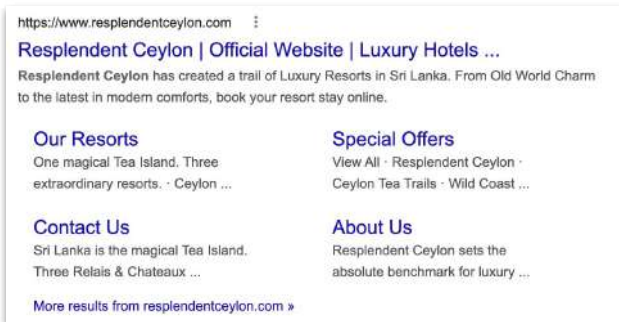 https://www.resplendentceylon.com
Resplendent Ceylon | Official Website | Luxury Hotels ...
Resplendent Ceylon has created a trail of Luxury Resorts in Sri Lanka. From Old World Charm
to the latest in modern comforts, book your resort stay online.
Our Resorts
One magical Tea Island. Three
extraordinary resorts. · Ceylon ...
Special Offers
View All · Resplendent Ceylon ·
Ceylon Tea Trails · Wild Coast ...
Contact Us
Sri Lanka is the magical Tea Island.
Three Relais & Chateaux ...
About Us
Resplendent Ceylon sets the
absolute benchmark for luxury ...
More results from resplendentceylon.com »